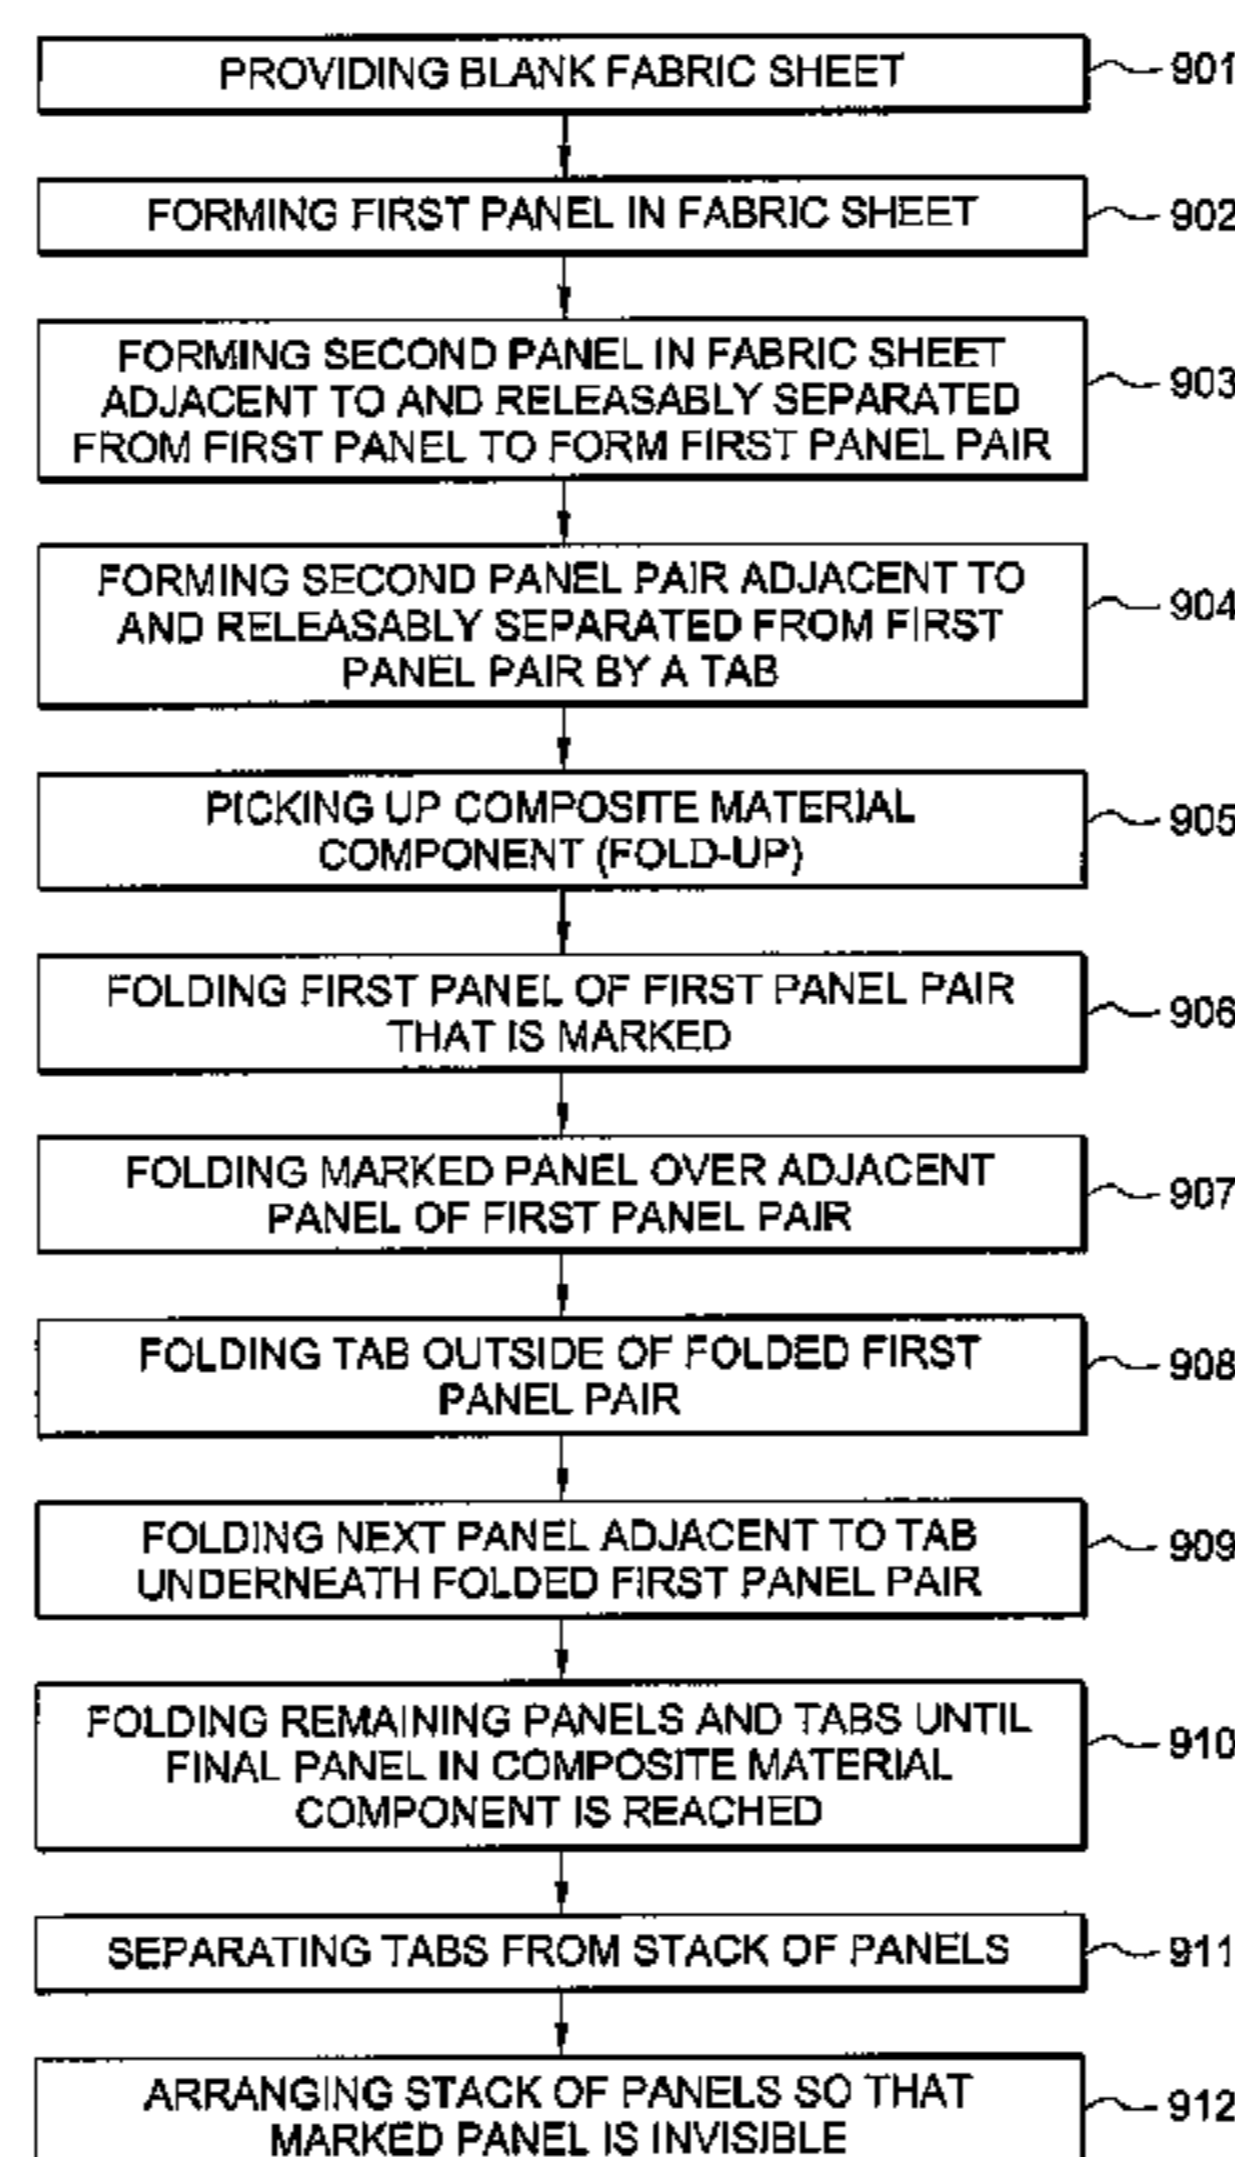 PROVIDING BLANK FABRIC SHEET
901
FORMING FIRST PANEL IN FABRIC SHEET
902
FORMING SECOND PANEL IN FABRIC SHEET
ADJACENT TO AND RELEASABLY SEPARATED
FROM FIRST PANEL TO FORM FIRST PANEL PAIR
903
FORMING SECOND PANEL PAIR ADJACENT TO
AND RELEASABLY SEPARATED FROM FIRST
PANEL PAIR BY A TAB
904
PICKING UP COMPOSITE MATERIAL
COMPONENT (FOLD-UP)
905
FOLDING FIRST PANEL OF FIRST PANEL PAIR
THAT IS MARKED
906
FOLDING MARKED PANEL OVER ADJACENT
PANEL OF FIRST PANEL PAIR
907
FOLDING TAB OUTSIDE OF FOLDED FIRST
PANEL PAIR
908
FOLDING NEXT PANEL ADJACENT TO TAB
UNDERNEATH FOLDED FIRST PANEL PAIR
909
FOLDING REMAINING PANELS AND TABS UNTIL
FINAL PANEL IN COMPOSITE MATERIAL
COMPONENT IS REACHED
910
SEPARATING TABS FROM STACK OF PANELS
911
ARRANGING STACK OF PANELS SO THAT
MARKED PANEL IS INVISIBLE
912